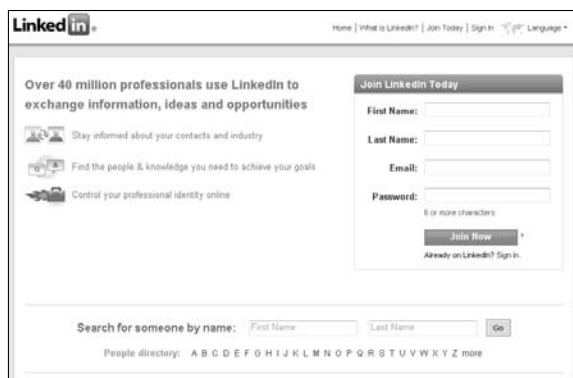 Linked in ®
Home | What is LinkedIn? | Join Today | Sign In Language
Over 40 million professionals use LinkedIn to
exchange information, ideas and opportunities
Stay informed about your contacts and industry
Find the people & knowledge you need to achieve your goals
Control your professional identity online
Join LinkedIn Today
First Name:
Last Name:
Email:
Password:
6 or more characters
Join Now *
Already on LinkedIn? Sign in.
Search for someone by name: First Name Last Name Go
People directory: A B C D E F G H I J K L M N O P Q R S T U V W X Y Z more